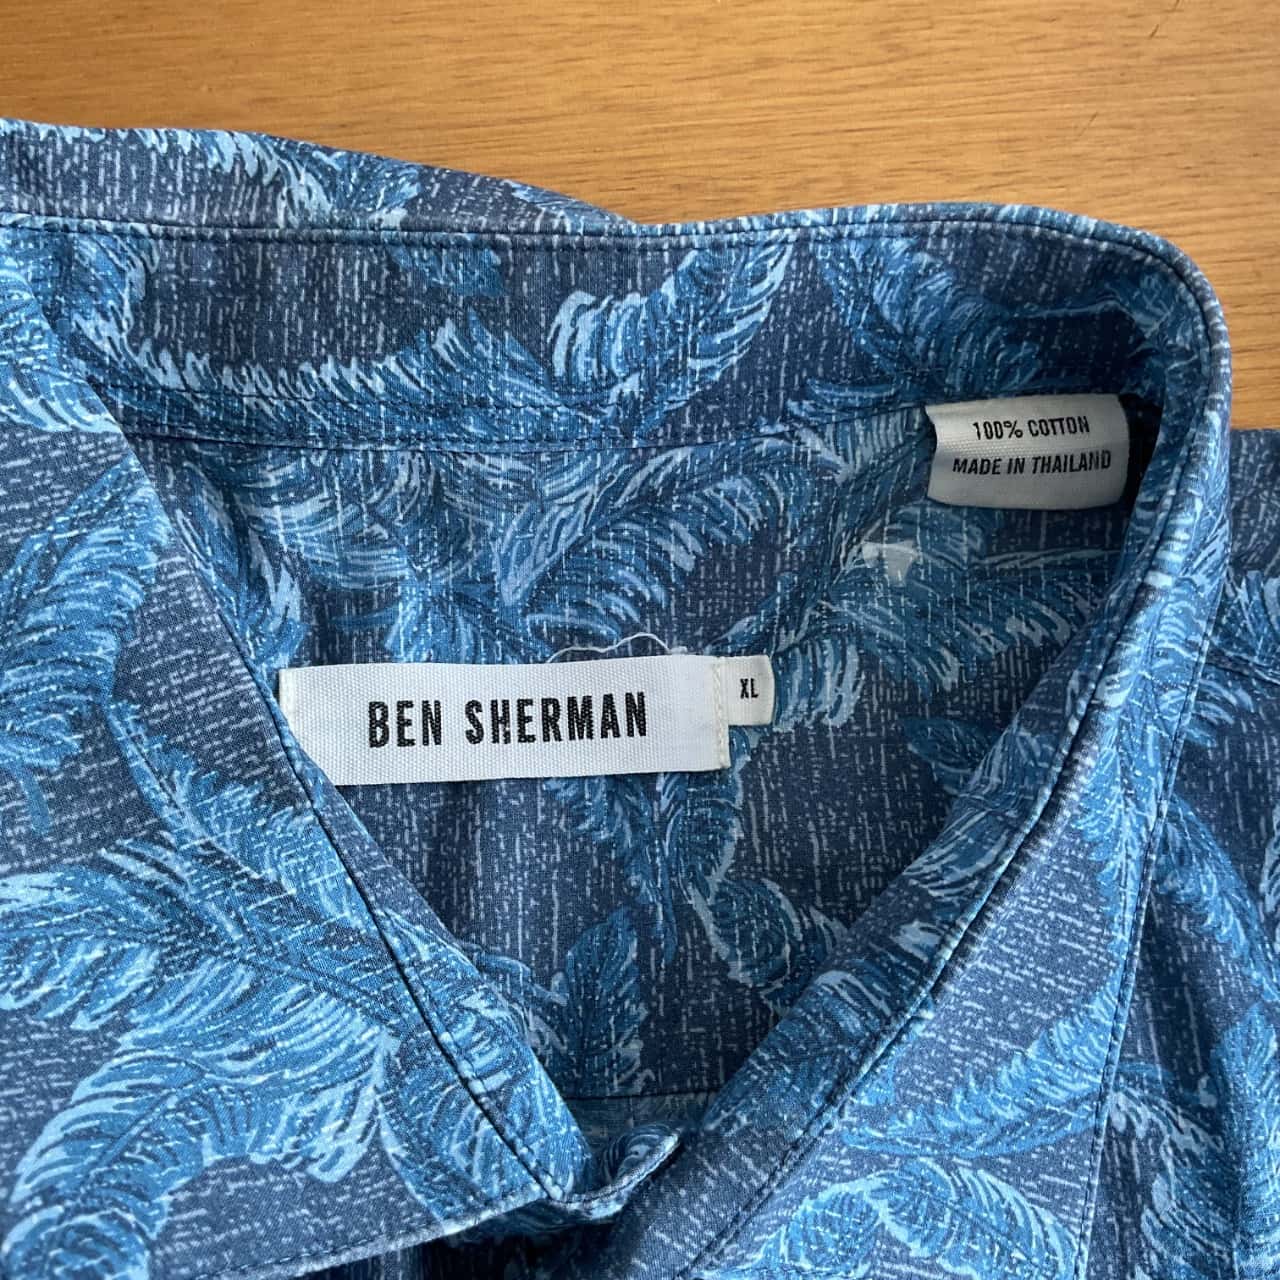 100% COTTON
MADE IN THAILAND
BEN SHERMAN
XL